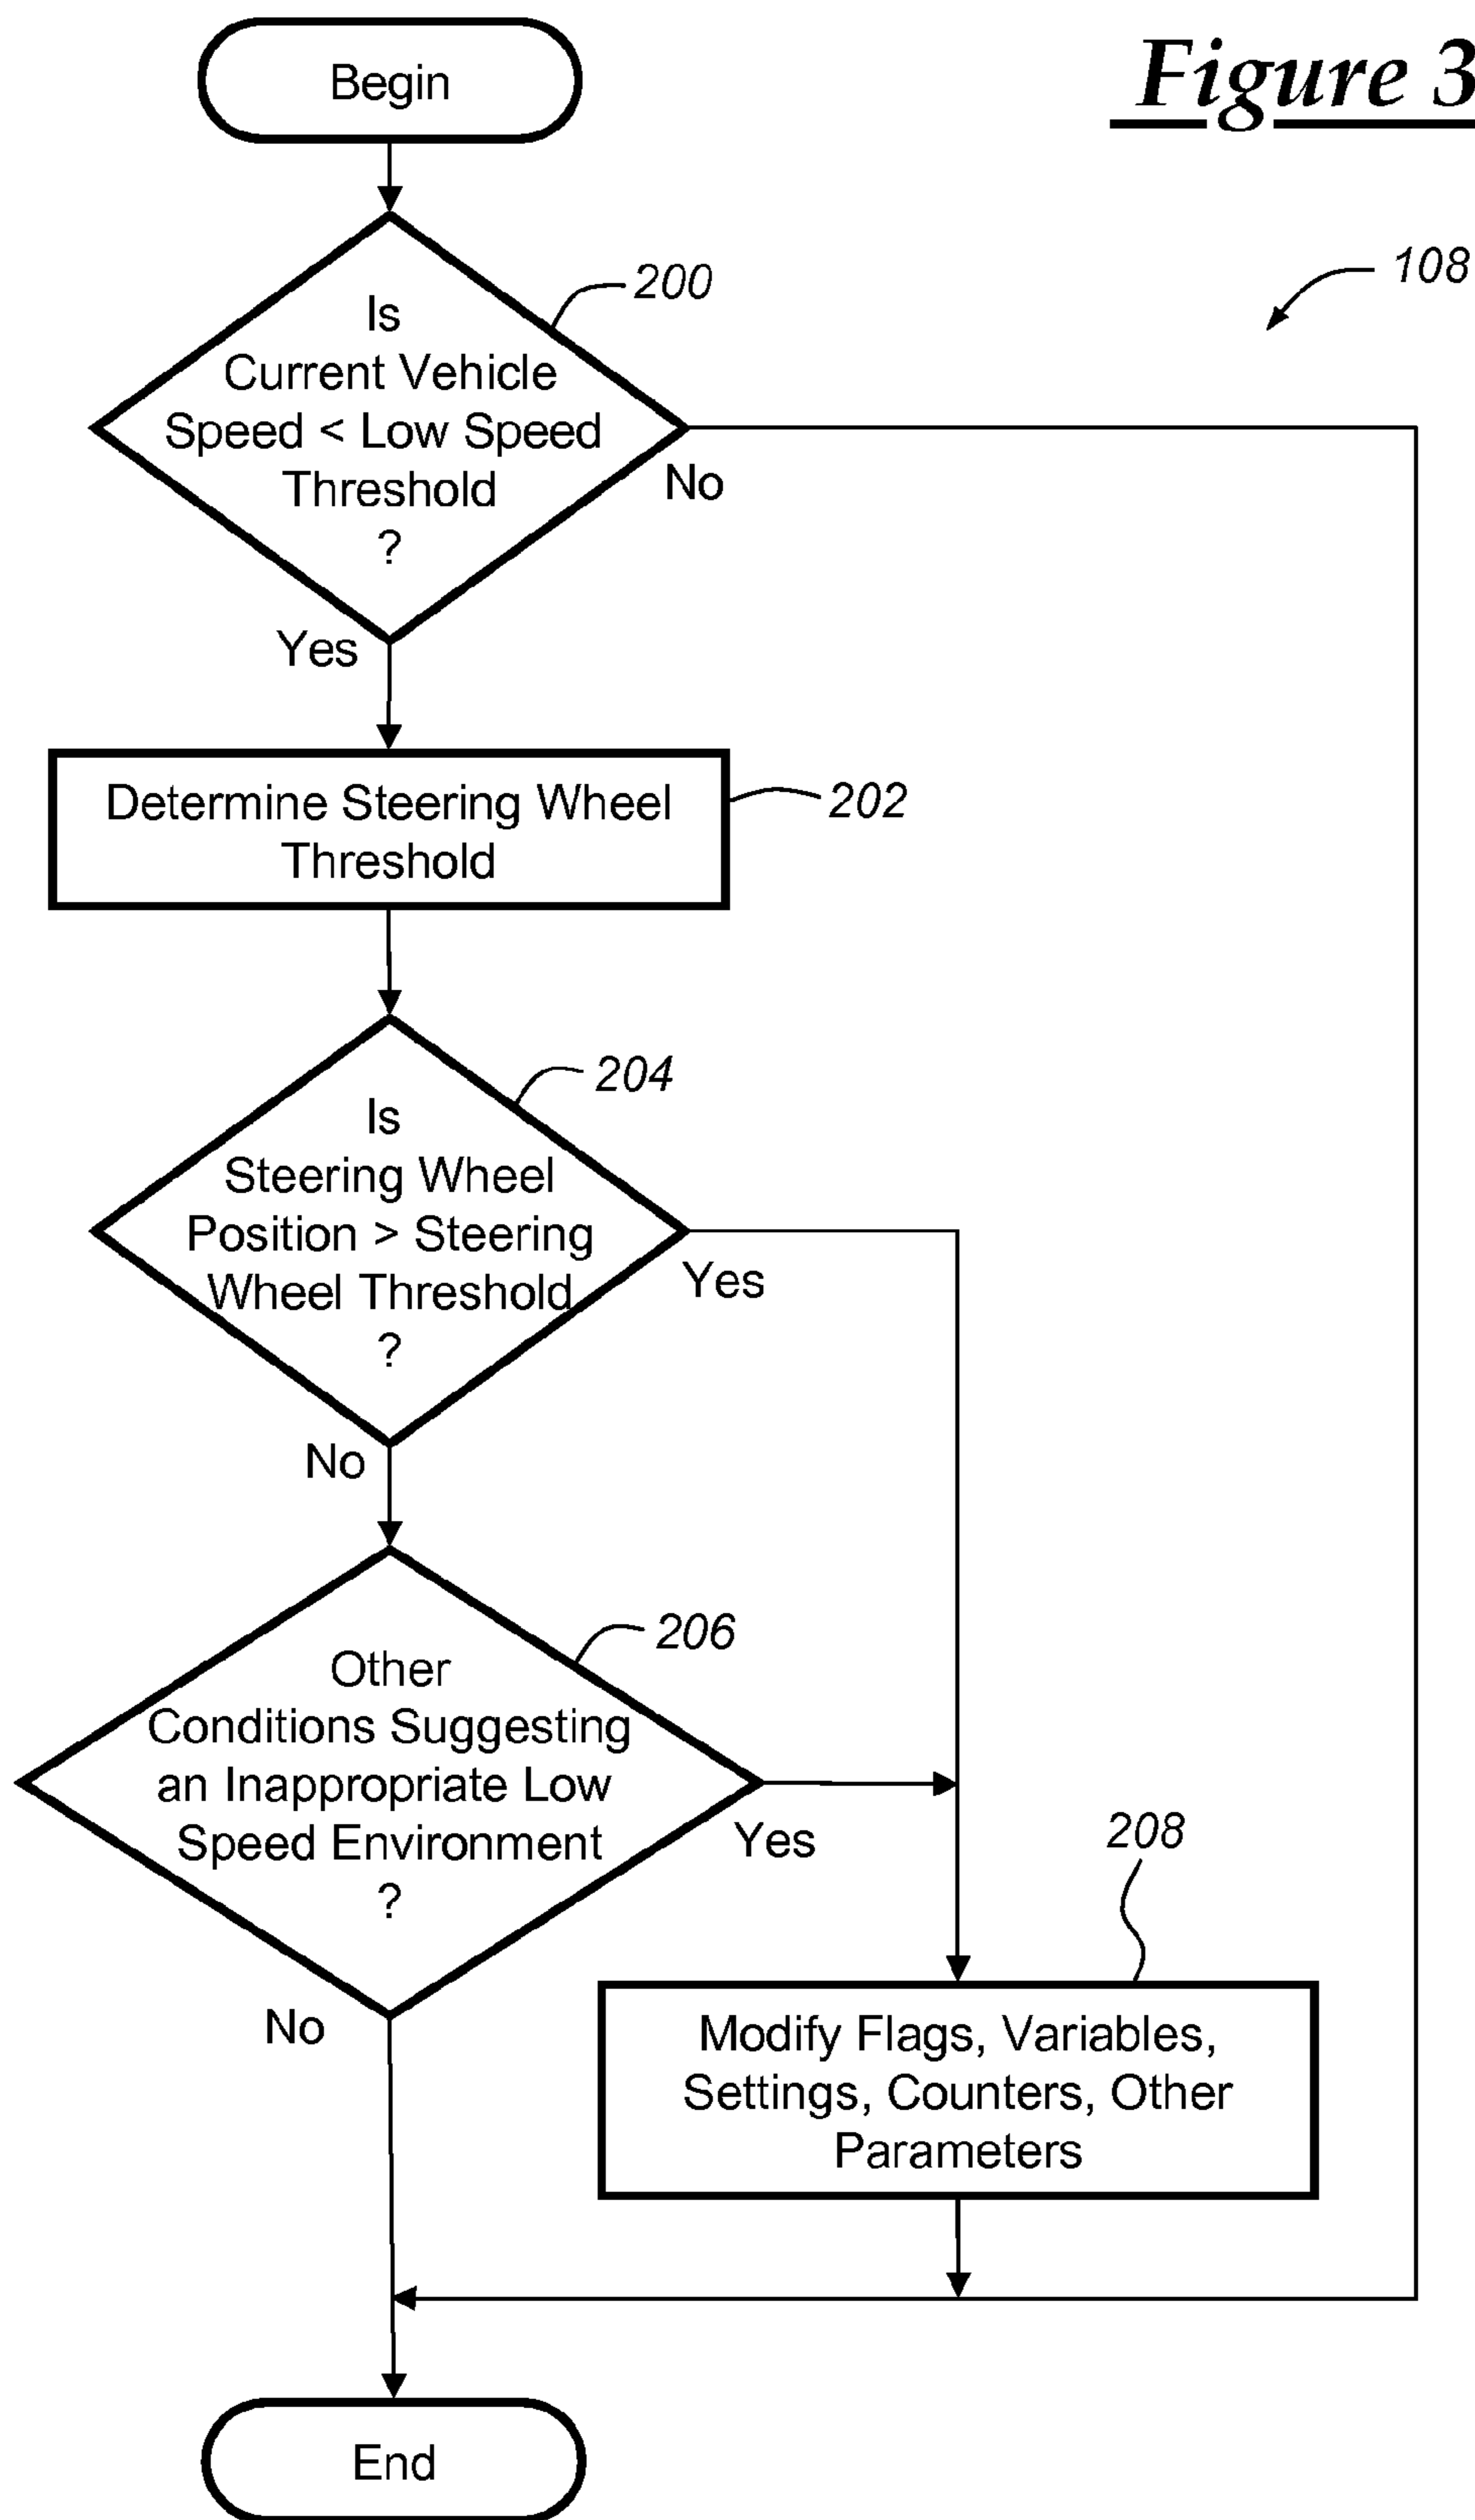 Figure 3
Begin
108
200
Is
Current Vehicle
Speed < Low Speed
Threshold
?
No
Yes
Determine Steering Wheel
Threshold
202
204
Is
Steering Wheel
Position > Steering
Wheel Threshold
?
Yes
No
206
Other
Conditions Suggesting
an Inappropriate Low
Speed Environment
?
Yes
No
208
Modify Flags, Variables,
Settings, Counters, Other
Parameters
End